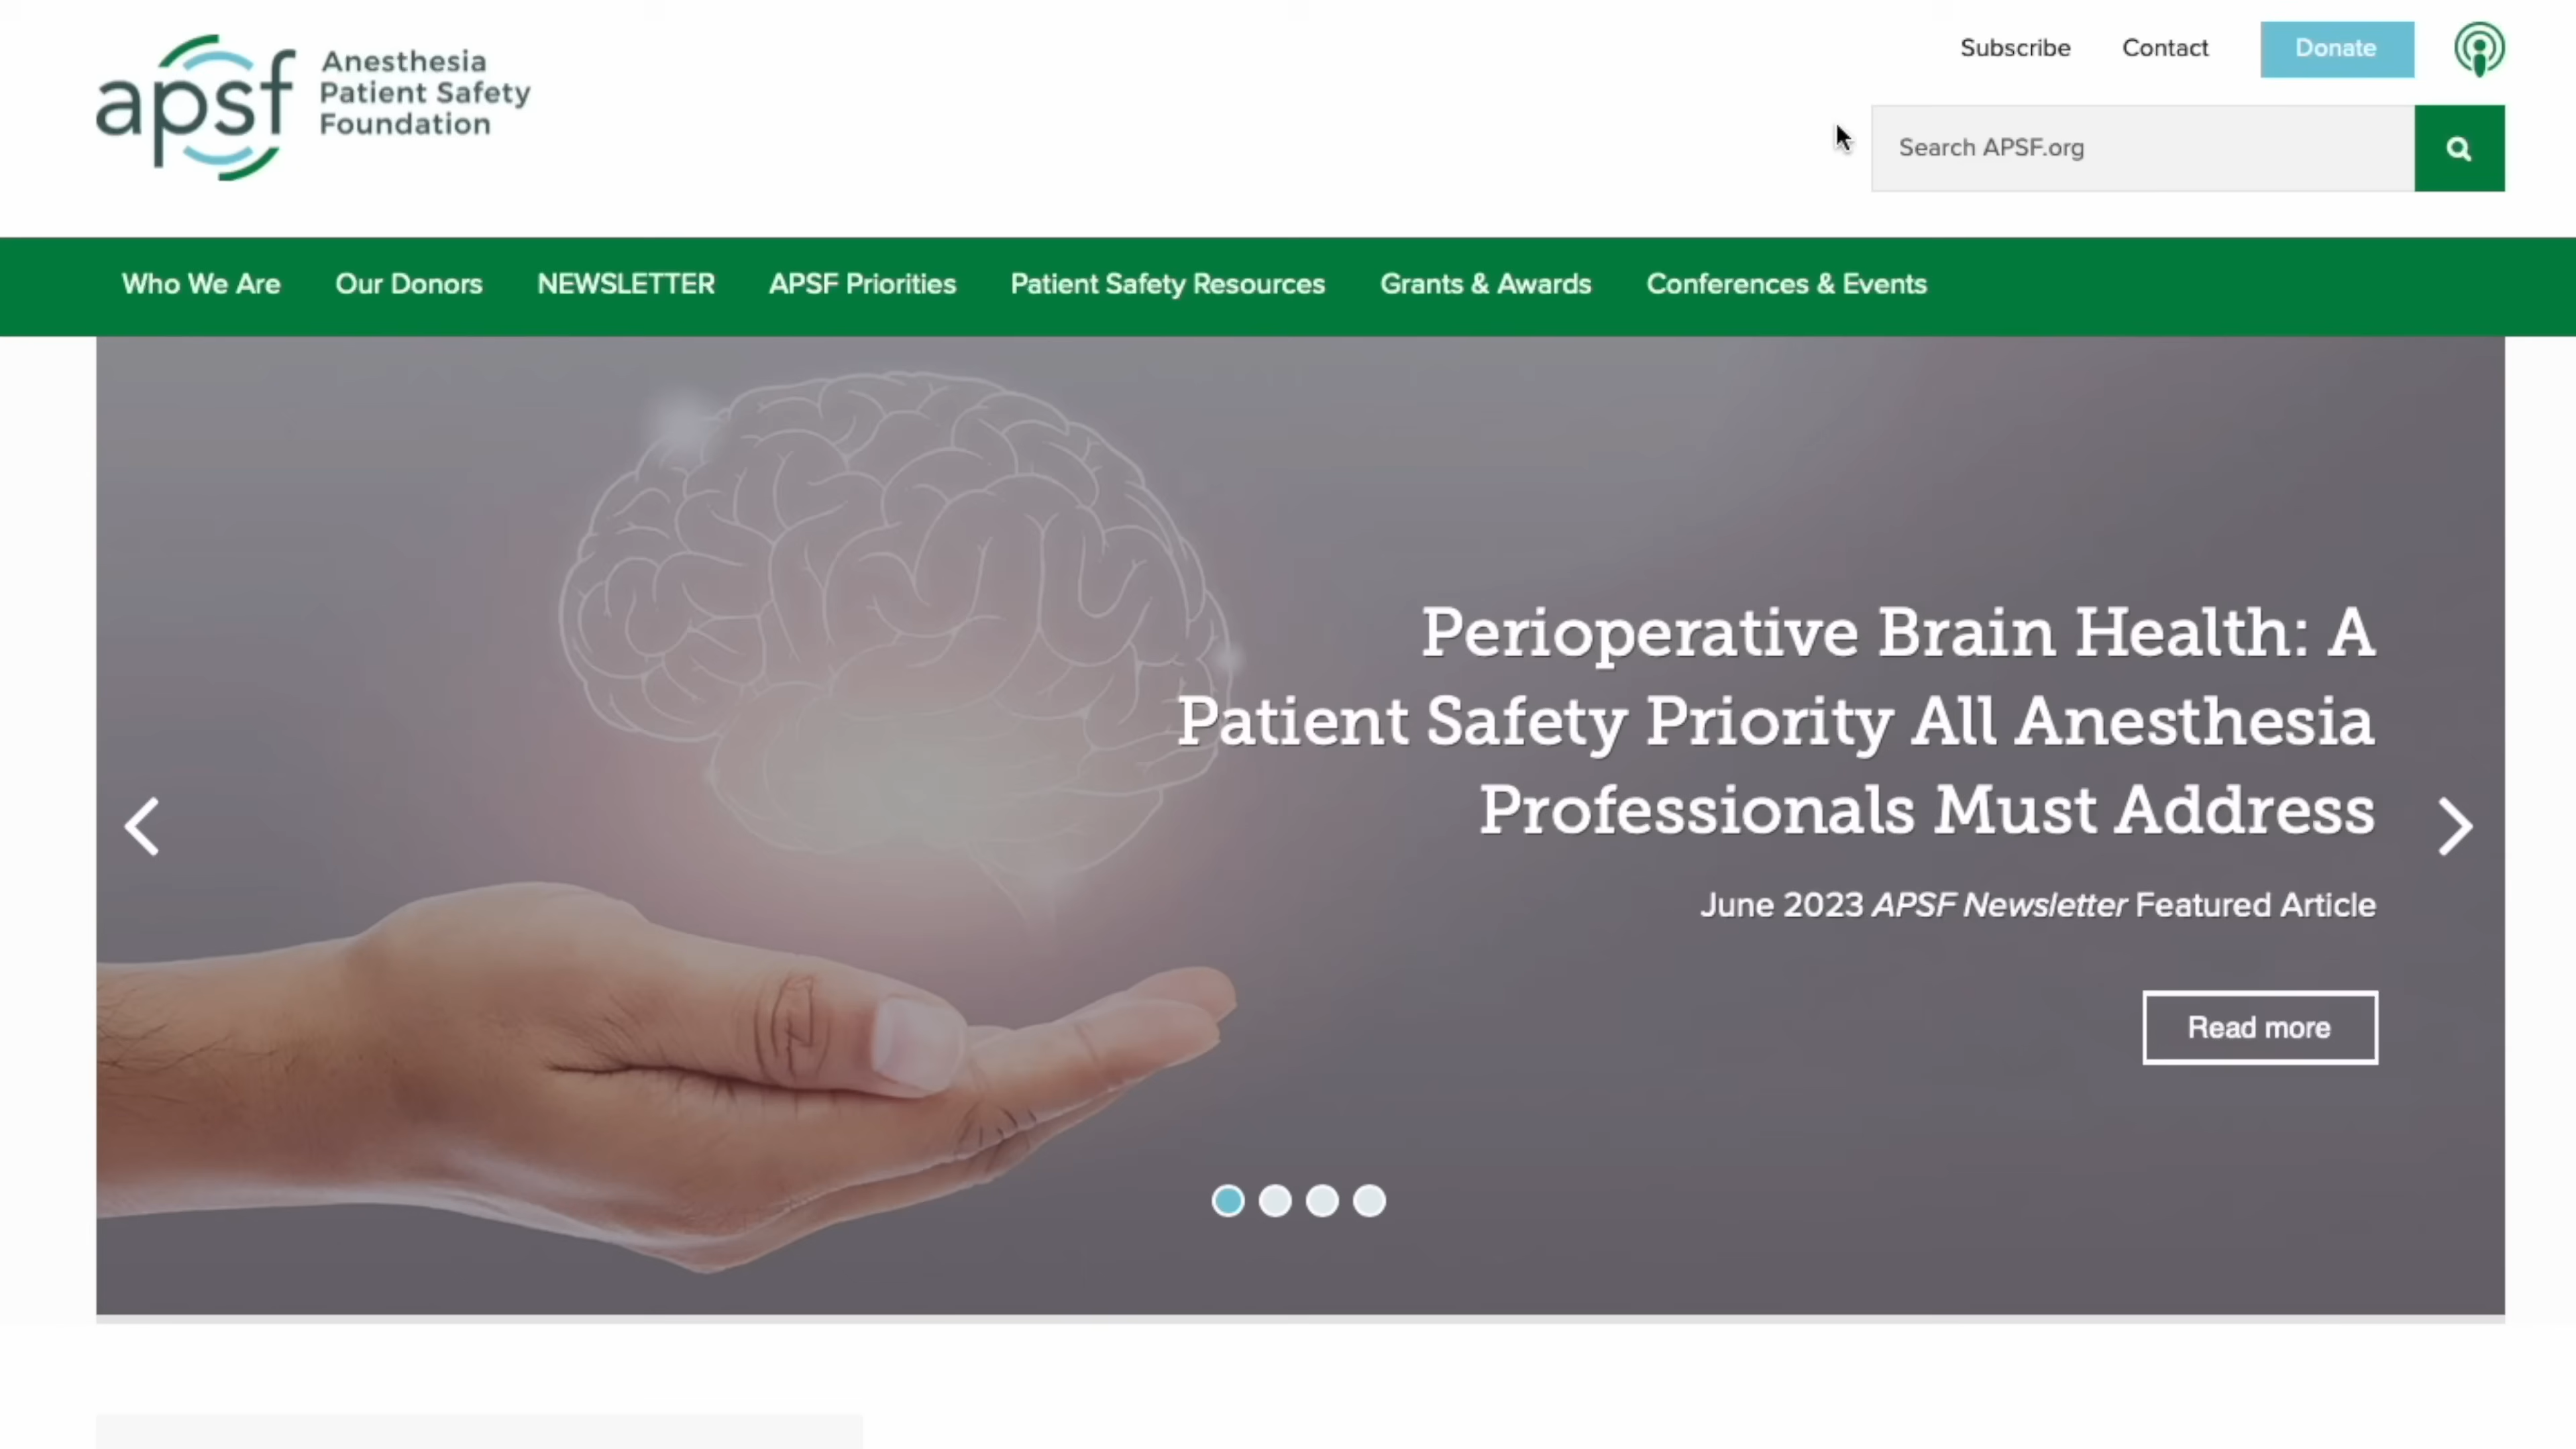 apsf
Anesthesia
Patient Safety
Foundation
Subscribe Contact Donate
Search APSF.org
Who We Are Our Donors NEWSLETTER APSF Priorities Patient Safety Resources Grants & Awards Conferences & Events
Perioperative Brain Health: A
Patient Safety Priority All Anesthesia
Professionals Must Address
June 2023 APSF Newsletter Featured Article
Read more